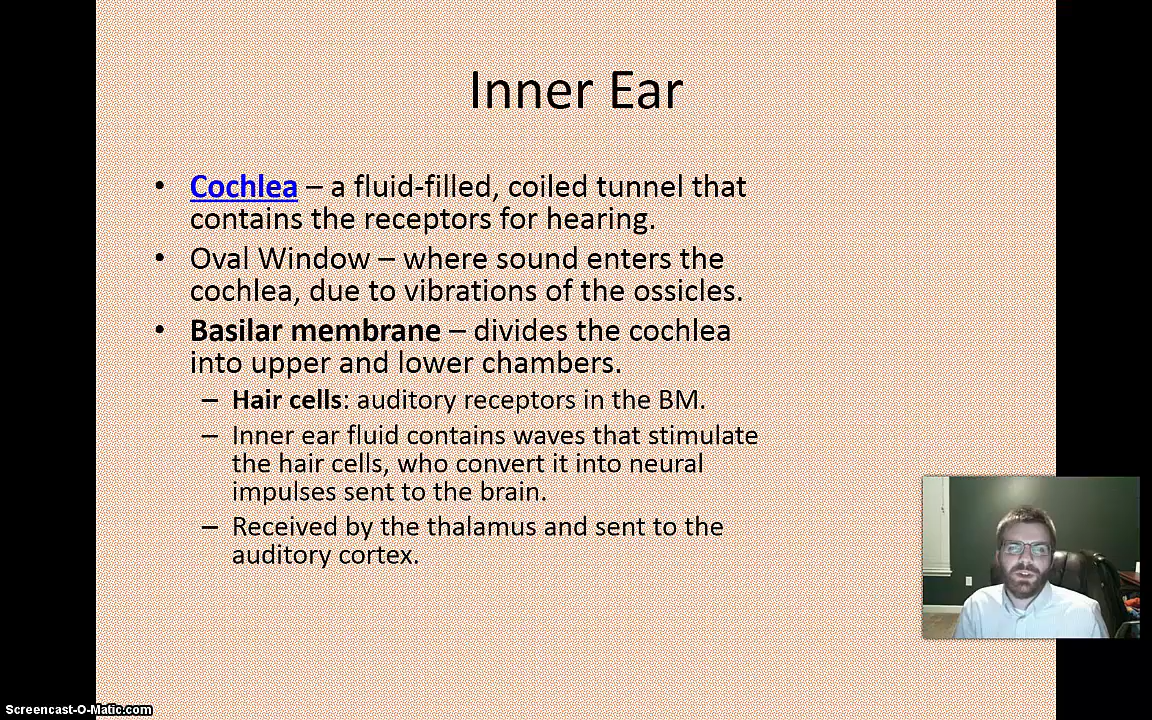 Inner Ear
• Cochlea – a fluid-filled, coiled tunnel that
contains the receptors for hearing.
• Oval Window – where sound enters the
cochlea, due to vibrations of the ossicles.
• Basilar membrane – divides the cochlea
into upper and lower chambers.
– Hair cells: auditory receptors in the BM.
– Inner ear fluid contains waves that stimulate
the hair cells, who convert it into neural
impulses sent to the brain.
– Received by the thalamus and sent to the
auditory cortex.
Screencast-O-Matic.com